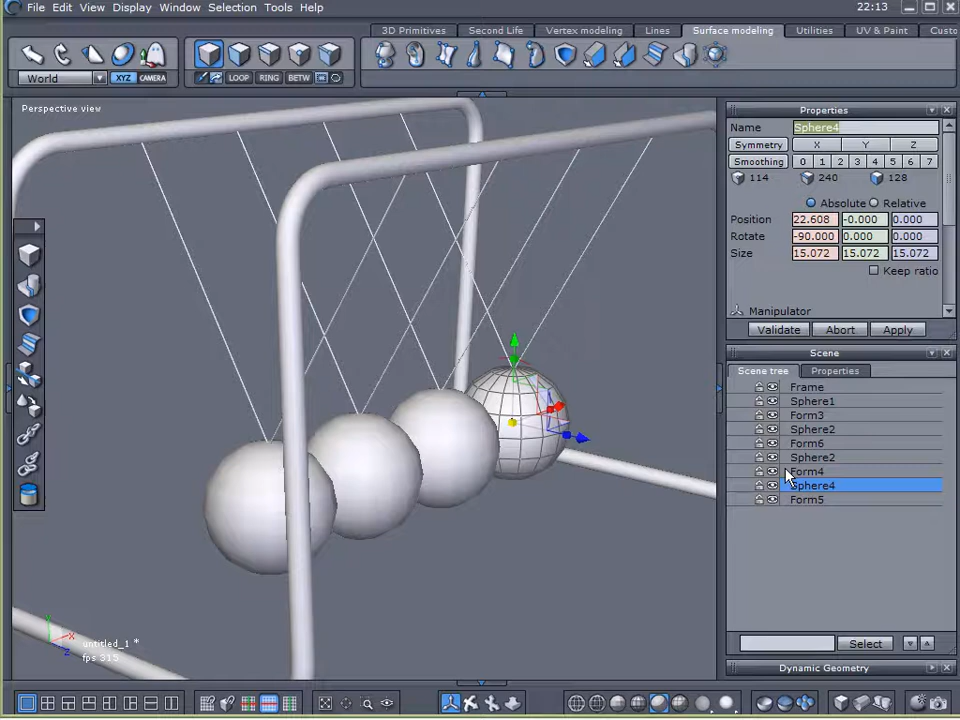 File Edit View Display Window Selection Tools Help 22:13
3D Primitives Second Life Vertex modeling Lines Surface modeling Utilities UV & Paint Custo
World XYZ CAMERA LOOP RING BETW
Perspective view
Properties
Name Sphere4
Symmetry X Y Z
Smoothing 0 1 2 3 4 5 6 7
114 240 128
Absolute Relative
Position 22.608 -0.000 0.000
Rotate -90.000 0.000 0.000
Size 15.072 15.072 15.072
Keep ratio
Manipulator
Validate Abort Apply
Scene
Scene tree Properties
Frame
Sphere1
Form3
Sphere2
Form6
Sphere2
Form4
Sphere4
Form5
Select
Dynamic Geometry
Y
X
Z
untitled_1 *
fps 315